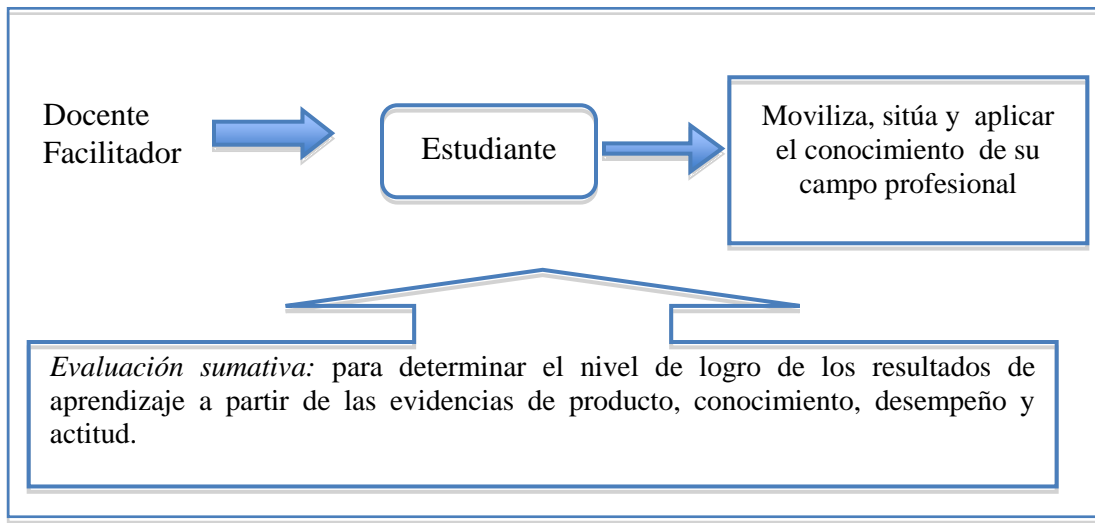 Docente
Facilitador
Estudiante
Moviliza, sitúa y aplicar
el conocimiento de su
campo profesional
Evaluación sumativa: para determinar el nivel de logro de los resultados de
aprendizaje a partir de las evidencias de producto, conocimiento, desempeño y
actitud.